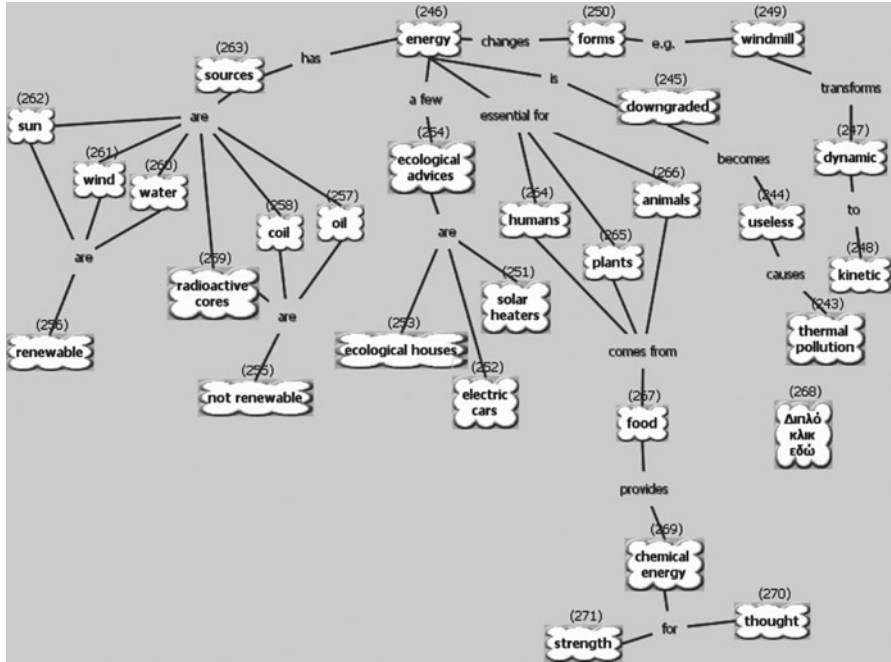 (246)
energy
changes
(250)
forms
e.g.
(249)
windmill
(263)
sources
has
transforms
(262)
sun
are
a few
essential for
is
(245)
downgraded
(247)
dynamic
(261)
wind
(260)
water
(264)
ecological
advices
(266)
animals
becomes
(258)
coil
(257)
oil
(264)
humans
(244)
useless
to
are
are
(265)
plants
(248)
kinetic
(259)
radioactive
cores
(251)
solar
heaters
causes
(243)
thermal
pollution
are
(256)
renewable
(253)
ecological houses
comes from
(255)
not renewable
(252)
electric
cars
(267)
food
(268)
Διπλό
κλικ
εδώ
provides
(269)
chemical
energy
for
(270)
thought
(271)
strength